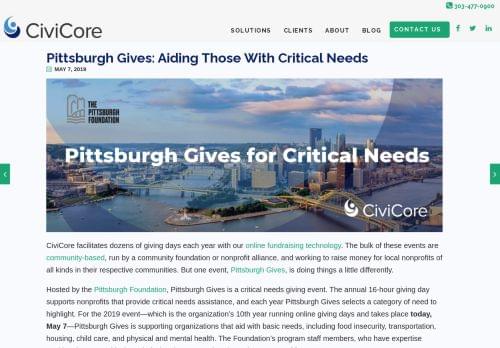 303-477-0900
CiviCore
SOLUTIONS CLIENTS ABOUT BLOG CONTACT US
Pittsburgh Gives: Aiding Those With Critical Needs
MAY 7, 2019
THE
PITTSBURGH
FOUNDATION
Pittsburgh Gives for Critical Needs
CiviCore
CiviCore facilitates dozens of giving days each year with our online fundraising technology. The bulk of these events are
community-based, run by a community foundation or nonprofit alliance, and working to raise money for local nonprofits of
all kinds in their respective communities. But one event, Pittsburgh Gives, is doing things a little differently.
Hosted by the Pittsburgh Foundation, Pittsburgh Gives is a critical needs giving event. The annual 16-hour giving day
supports nonprofits that provide critical needs assistance, and each year Pittsburgh Gives selects a category of need to
highlight. For the 2019 event—which is the organization's 10th year running online giving days and takes place today,
May 7—Pittsburgh Gives is supporting organizations that aid with basic needs, including food insecurity, transportation,
housing, child care, and physical and mental health. The Foundation's program staff members, who have expertise